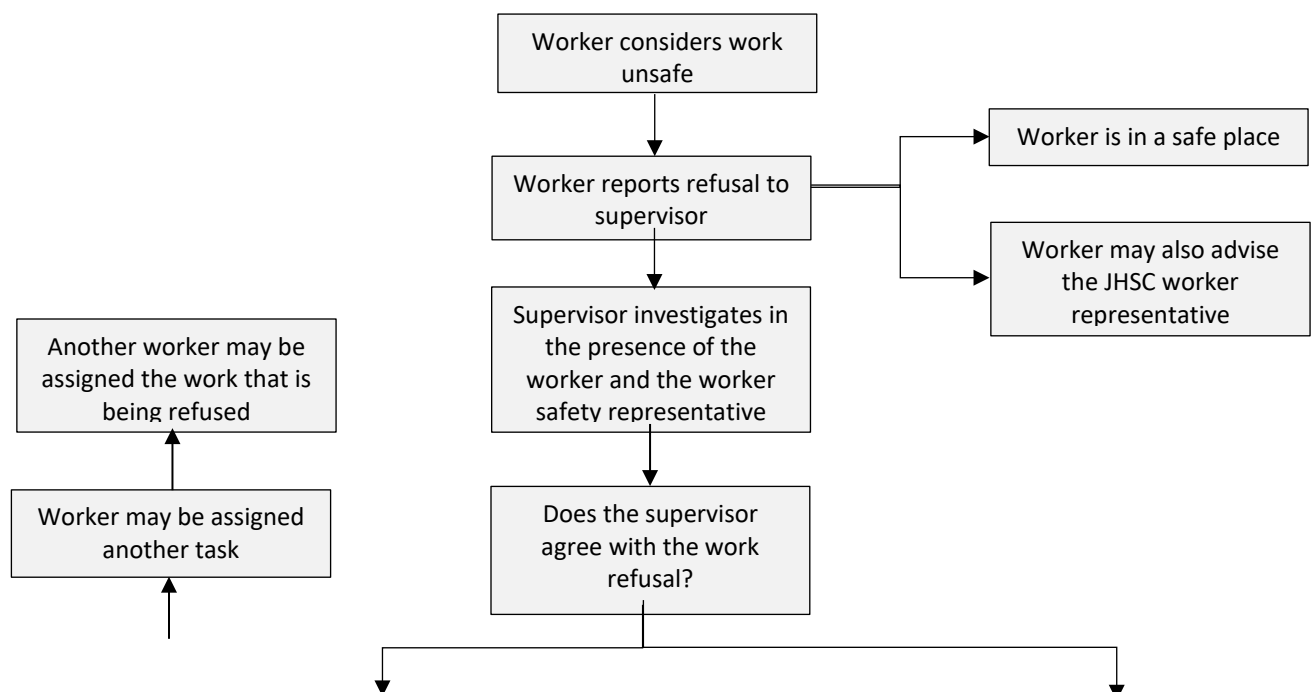 Worker considers work
unsafe
Worker is in a safe place
Worker reports refusal to
supervisor
Worker may also advise
the JHSC worker
representative
Supervisor investigates in
the presence of the
worker and the worker
safety representative
Another worker may be
assigned the work that is
being refused
Worker may be assigned
another task
Does the supervisor
agree with the work
refusal?